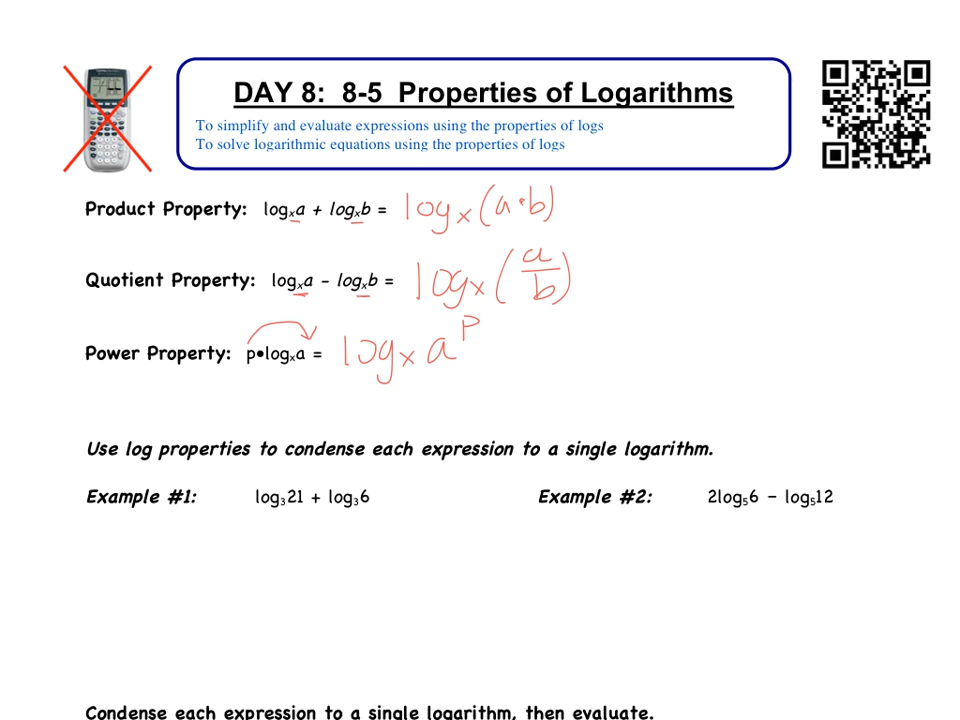 DAY 8: 8-5 Properties of Logarithms
To simplify and evaluate expressions using the properties of logs
To solve logarithmic equations using the properties of logs
Product Property: logₓa + logₓb = logₓ(a·b)
Quotient Property: logₓa - logₓb = logₓ(a/b)
Power Property: p•logₓa = logₓaᵖ
Use log properties to condense each expression to a single logarithm.
Example #1: log₃21 + log₃6 Example #2: 2log₅6 − log₅12
Condense each expression to a single logarithm, then evaluate.